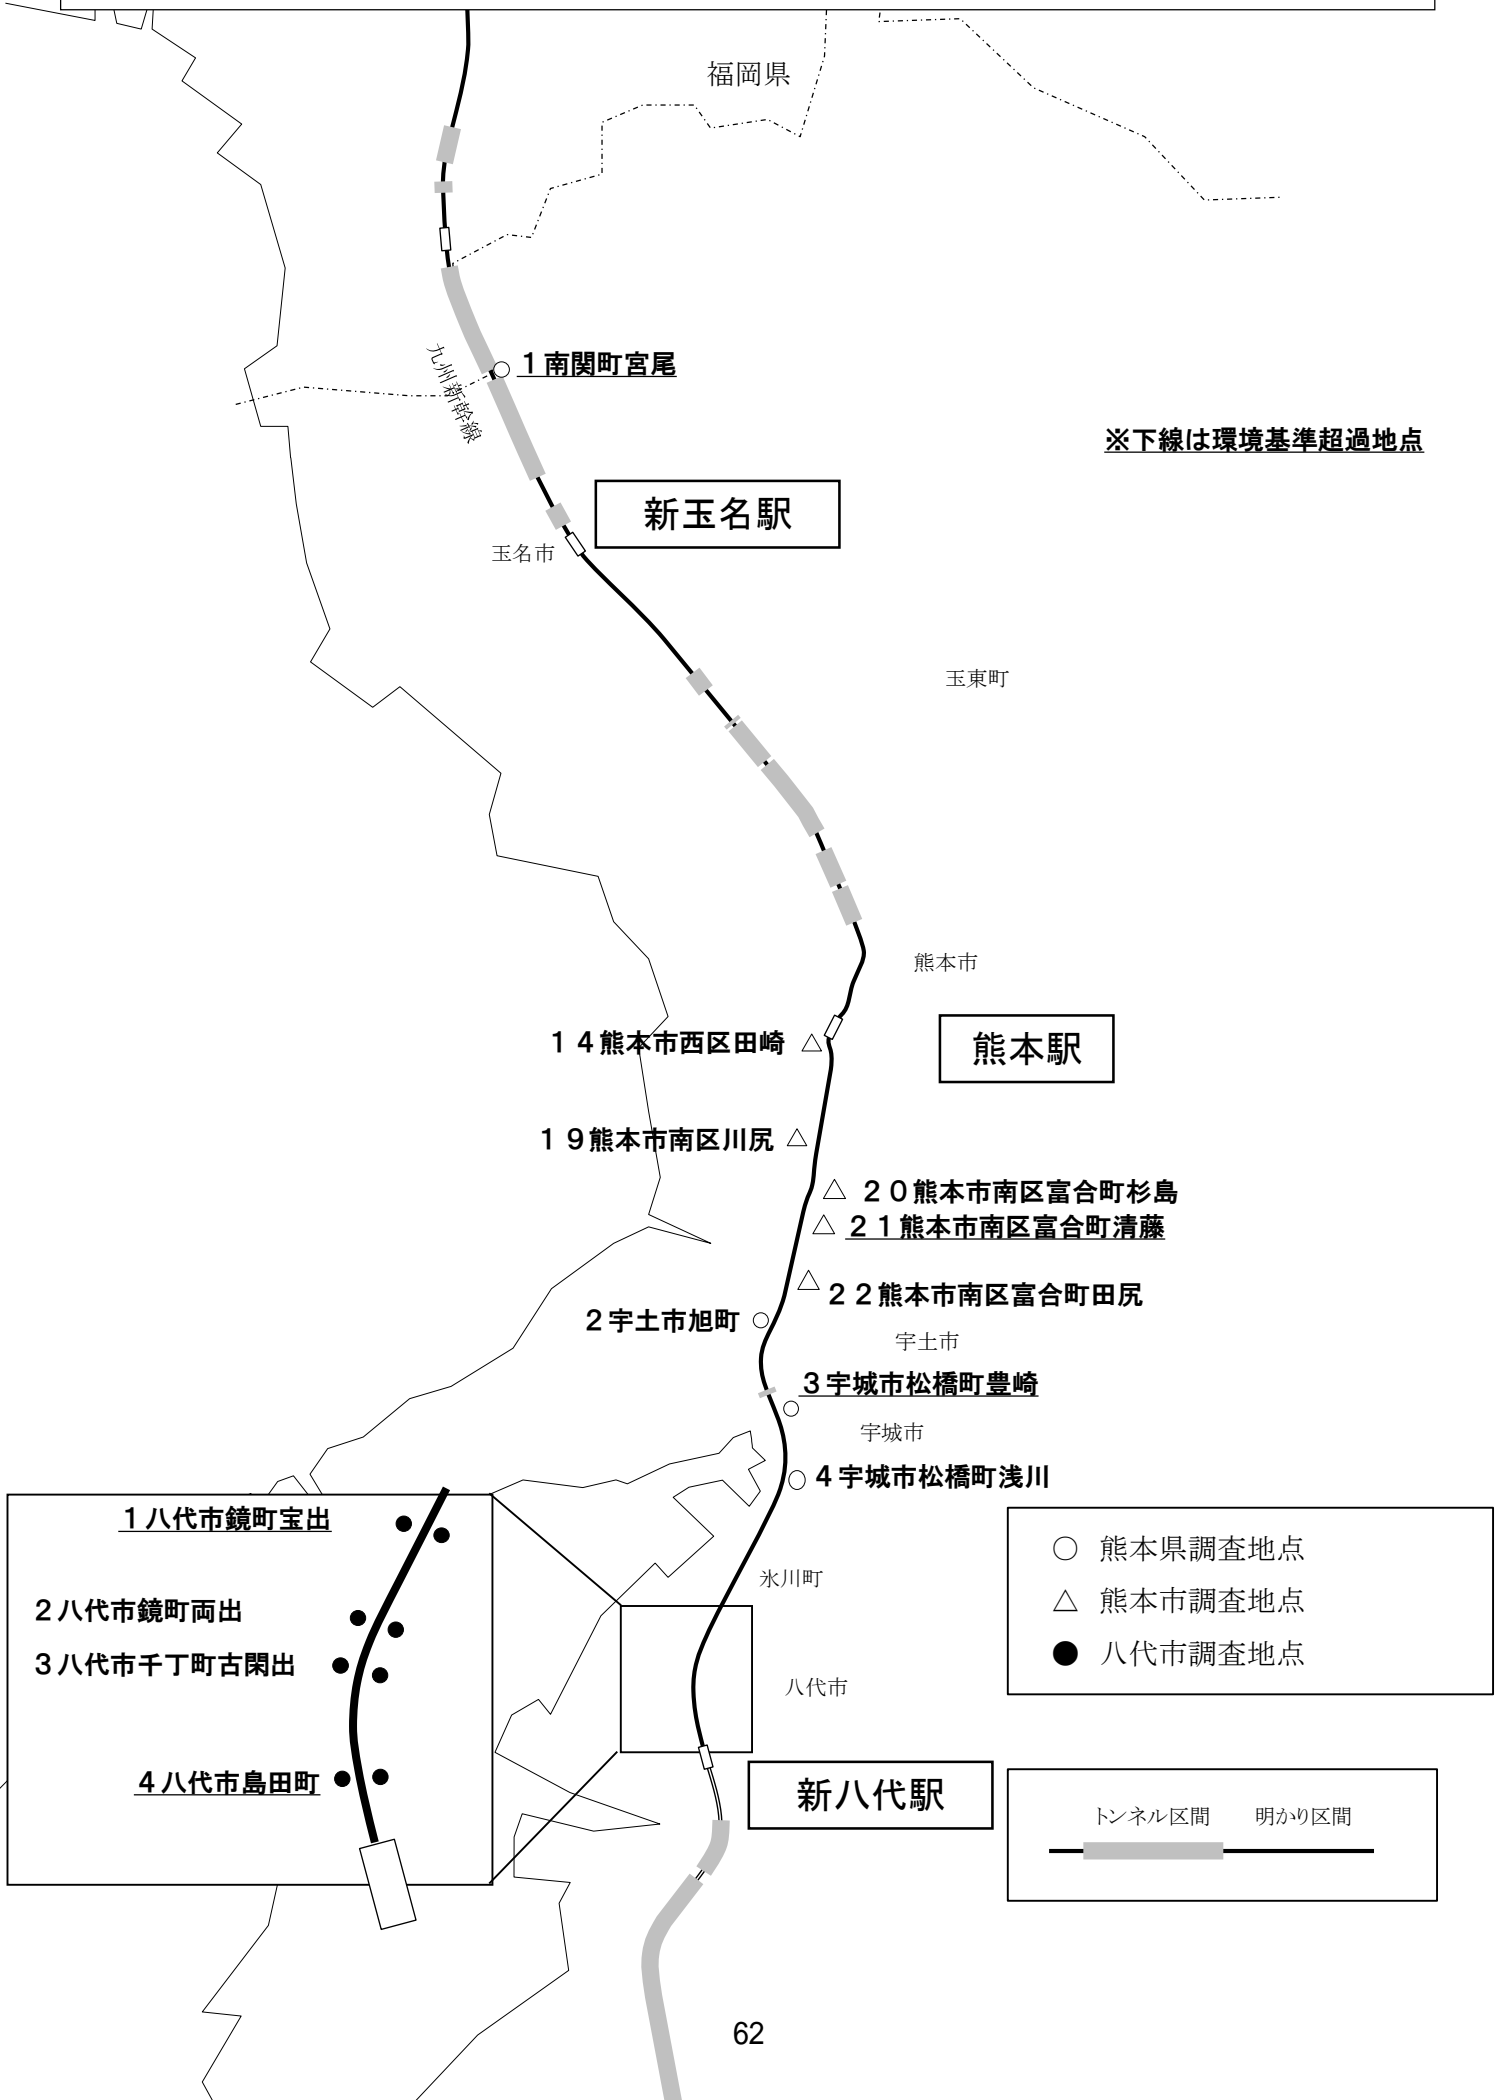 福岡県
1南関町宮尾
九州新幹線
※下線は環境基準超過地点
新玉名駅
玉名市
玉東町
熊本市
14熊本市西区田崎
熊本駅
19熊本市南区川尻
20熊本市南区富合町杉島
21熊本市南区富合町清藤
22熊本市南区富合町田尻
2宇土市旭町
宇土市
3宇城市松橋町豊崎
宇城市
4宇城市松橋町浅川
1八代市鏡町宝出
2八代市鏡町両出
3八代市千丁町古閑出
4八代市島田町
氷川町
八代市
○ 熊本県調査地点
△ 熊本市調査地点
● 八代市調査地点
新八代駅
トンネル区間 明かり区間
62